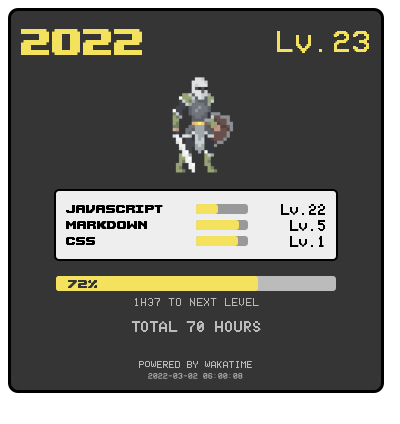 2022 Lv.23
JAVASCRIPT Lv.22
MARKDOWN Lv.5
CSS Lv.1
72%
1H37 TO NEXT LEVEL
TOTAL 70 HOURS
POWERED BY WAKATIME
2022-03-02 06:00:08